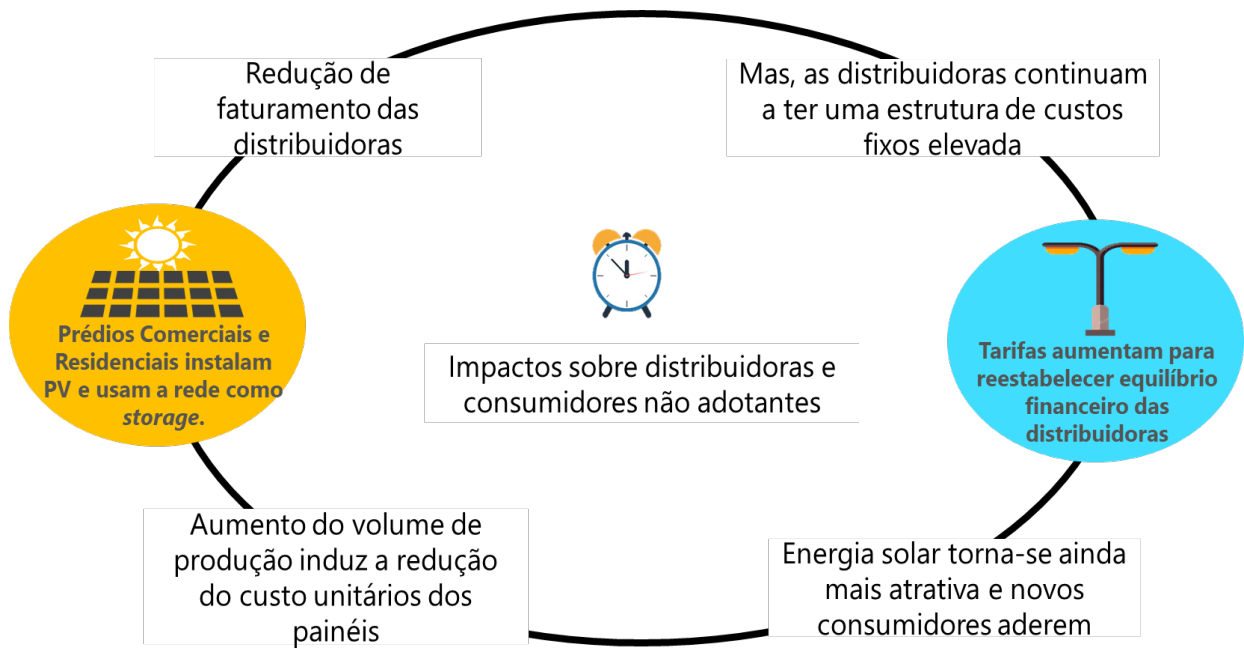 Redução de
faturamento das
distribuidoras
Mas, as distribuidoras continuam
a ter uma estrutura de custos
fixos elevada
Prédios Comerciais e
Residenciais instalam
PV e usam a rede como
storage.
Impactos sobre distribuidoras e
consumidores não adotantes
Tarifas aumentam para
reestabelecer equilíbrio
financeiro das
distribuidoras
Aumento do volume de
produção induz a redução
do custo unitários dos
painéis
Energia solar torna-se ainda
mais atrativa e novos
consumidores aderem